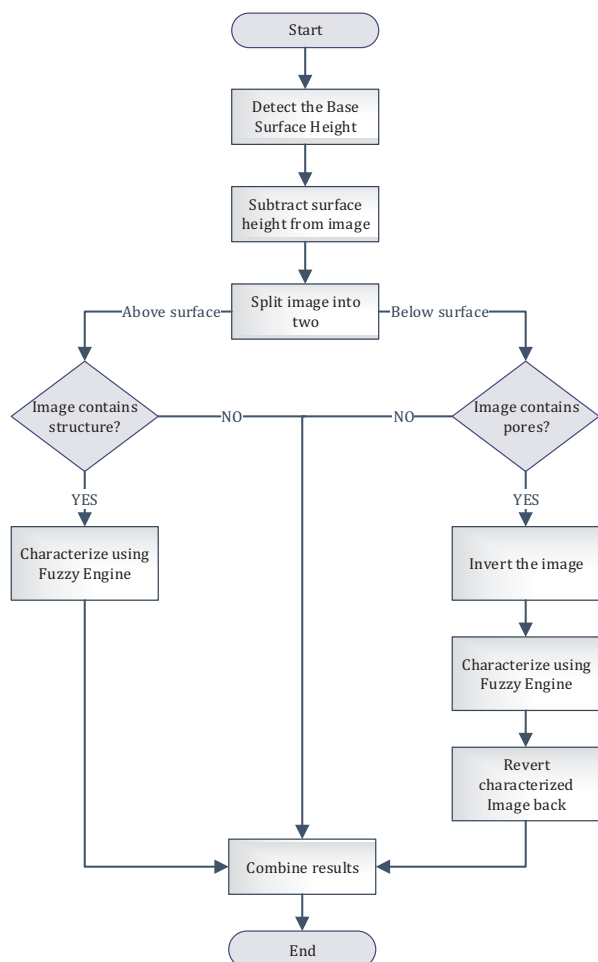 Start
Detect the Base
Surface Height
Subtract surface
height from image
Split image into
two
Above surface
Below surface
Image contains
structure?
NO
NO
Image contains
pores?
YES
YES
Characterize using
Fuzzy Engine
Invert the image
Characterize using
Fuzzy Engine
Revert
characterized
Image back
Combine results
End